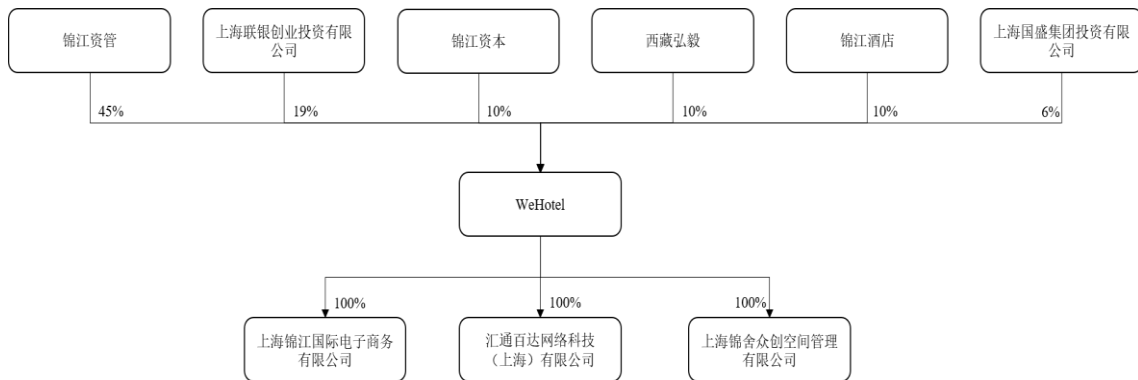 锦江资管
上海联银创业投资有限
公司
锦江资本
西藏弘毅
锦江酒店
上海国盛集团投资有限
公司
45%
19%
10%
10%
10%
6%
WeHotel
100%
100%
100%
上海锦江国际电子商务
有限公司
汇通百达网络科技
（上海）有限公司
上海锦舍众创空间管理
有限公司